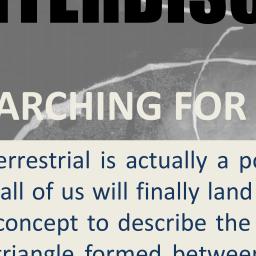 ARCHING FOR
errestrial is actually a po
all of us will finally land
concept to describe the
triangle formed between